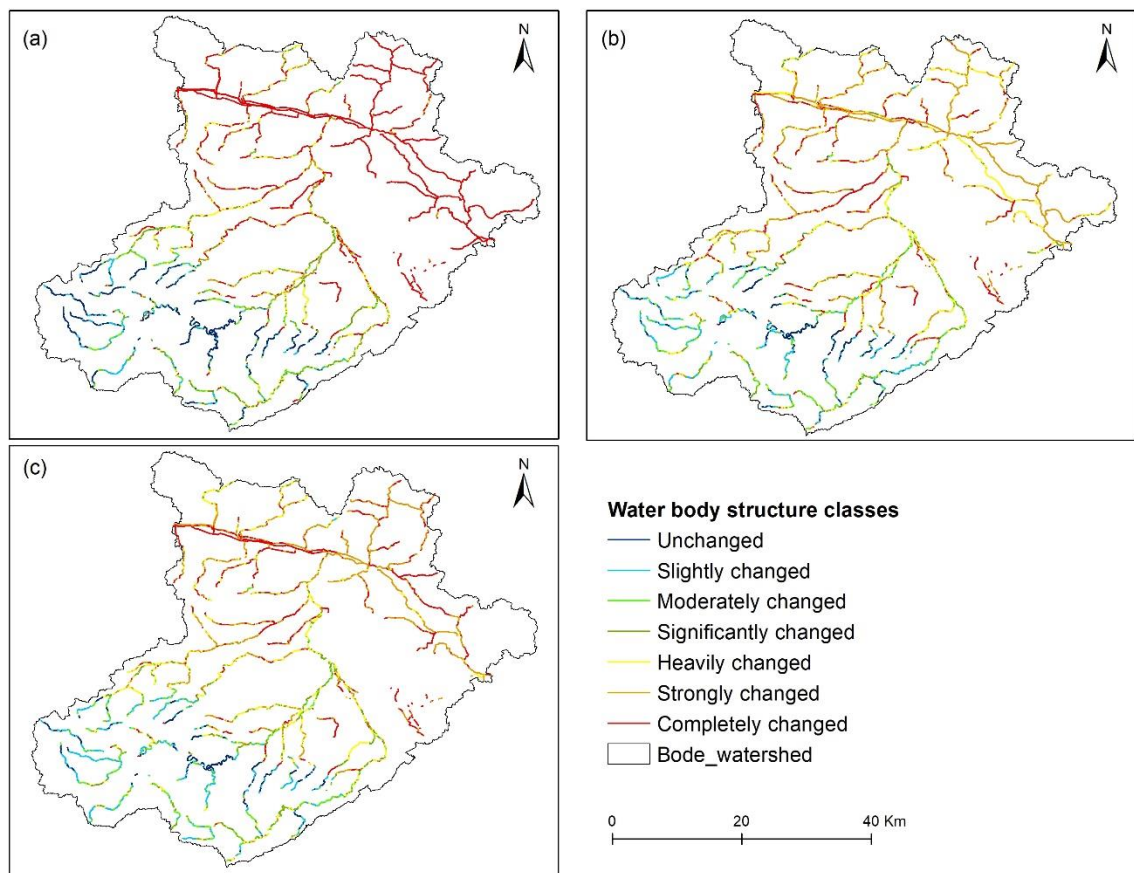 (a)
N
(b)
N
(c)
N
Water body structure classes
Unchanged
Slightly changed
Moderately changed
Significantly changed
Heavily changed
Strongly changed
Completely changed
Bode_watershed
0 20 40 Km